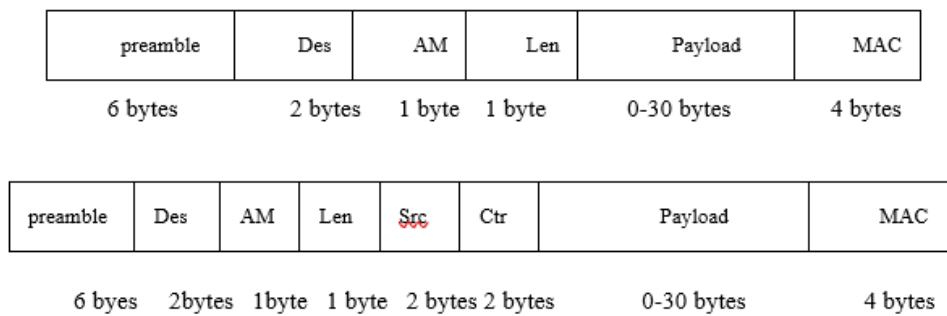 preamble Des AM Len Payload MAC
6 bytes 2 bytes 1 byte 1 byte 0-30 bytes 4 bytes
preamble Des AM Len Src Ctr Payload MAC
6 byes 2bytes 1byte 1 byte 2 bytes 2 bytes 0-30 bytes 4 bytes